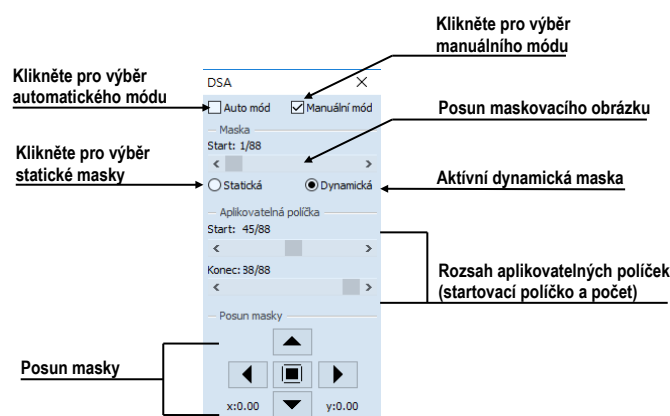 Klikněte pro výběr
manuálního módu
Klikněte pro výběr
automatického módu
DSA
Auto mód
Manuální mód
Posun maskovacího obrázku
Maska
Start: 1/88
Klikněte pro výběr
statické masky
Statická
Dynamická
Aktívní dynamická maska
Aplikovatelná políčka
Start: 45/88
Konec: 38/88
Rozsah aplikovatelných políček
(startovací políčko a počet)
Posun masky
Posun masky
x:0.00
y:0.00